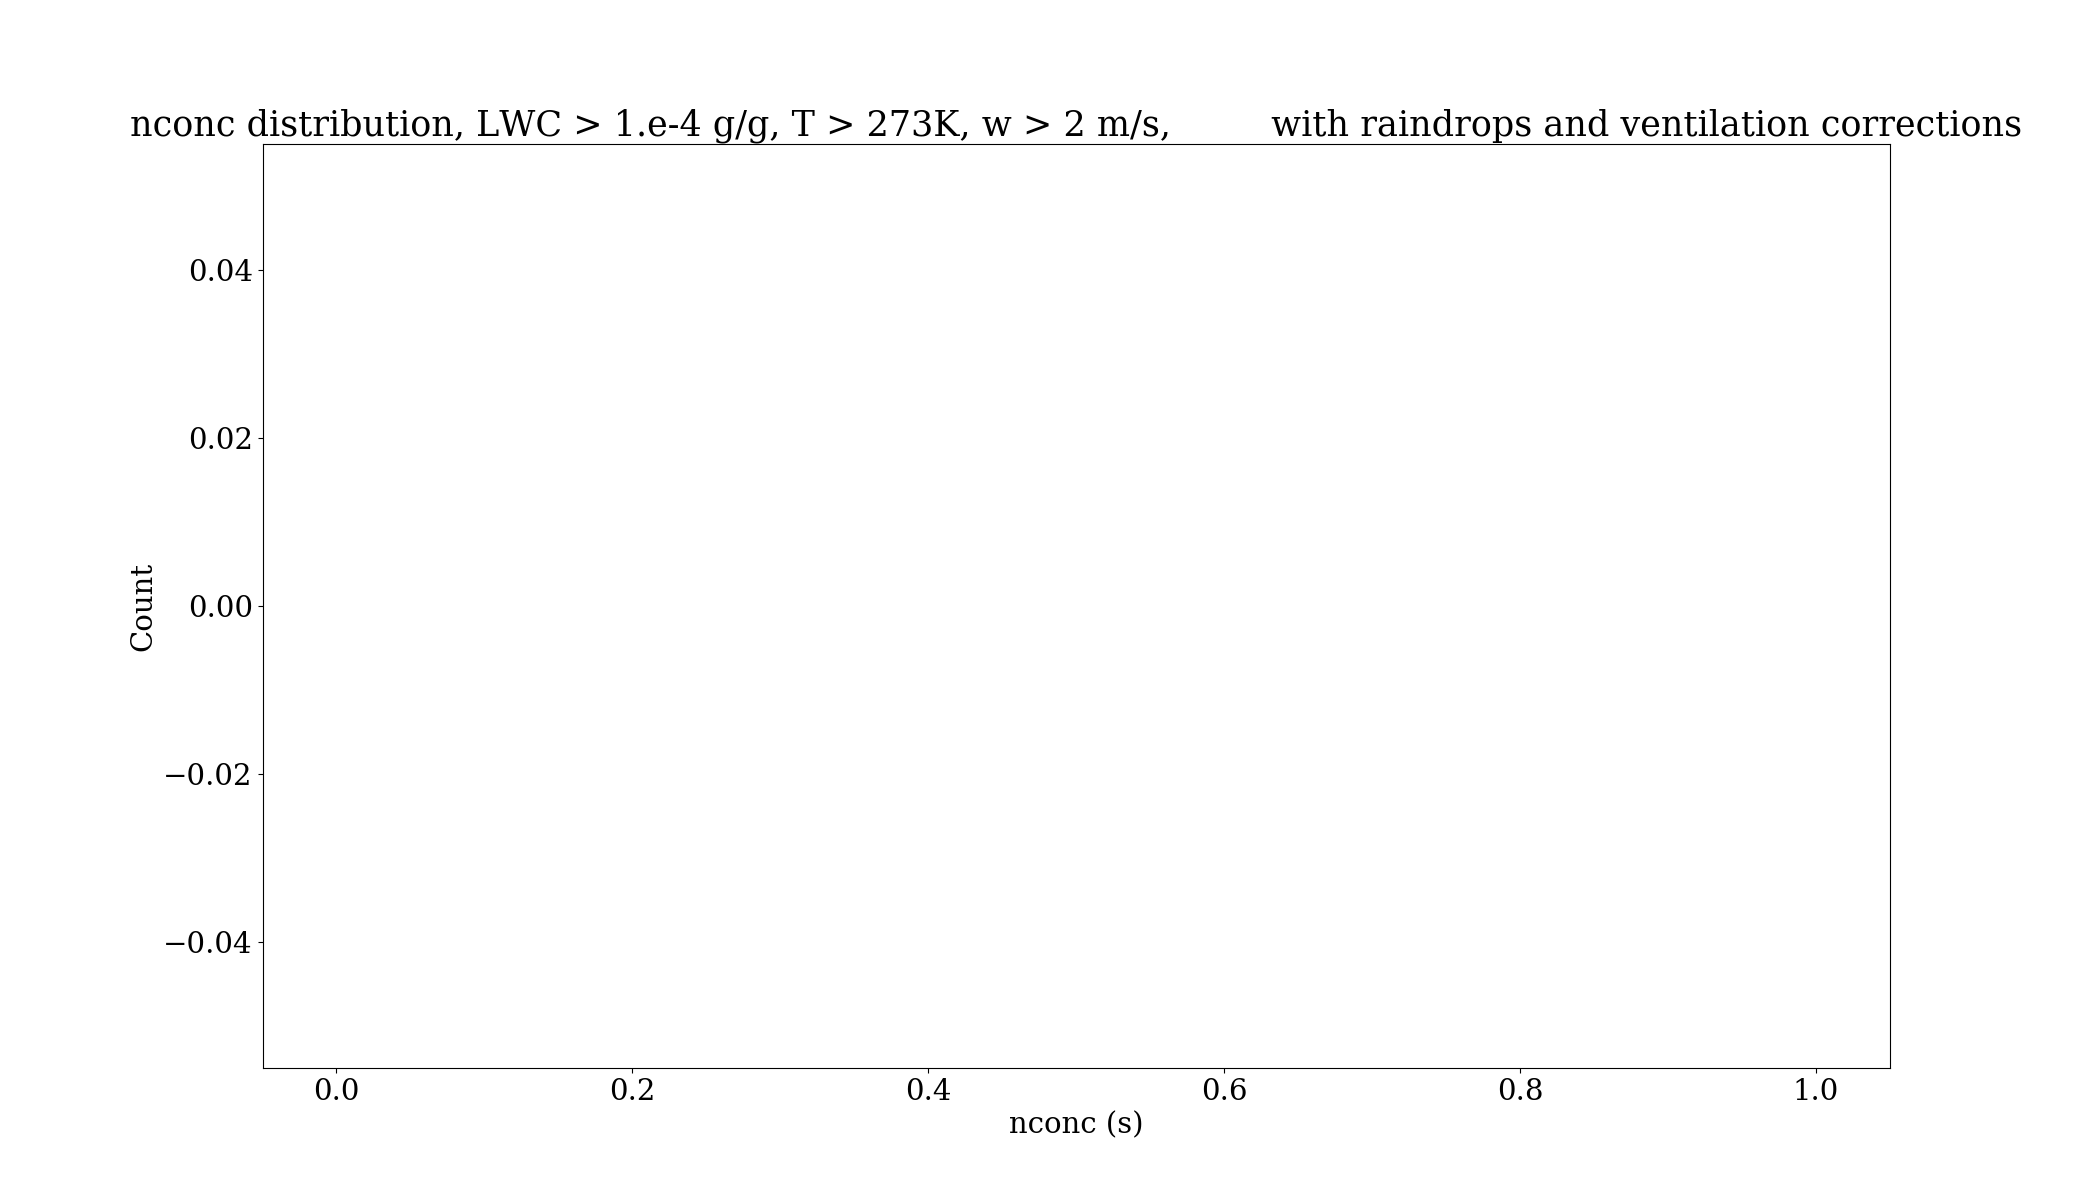 nconc distribution, LWC > 1.e-4 g/g, T > 273K, w > 2 m/s,        with raindrops and ventilation corrections
0.04
0.02
0.00
−0.02
−0.04
Count
0.0 0.2 0.4 0.6 0.8 1.0
nconc (s)